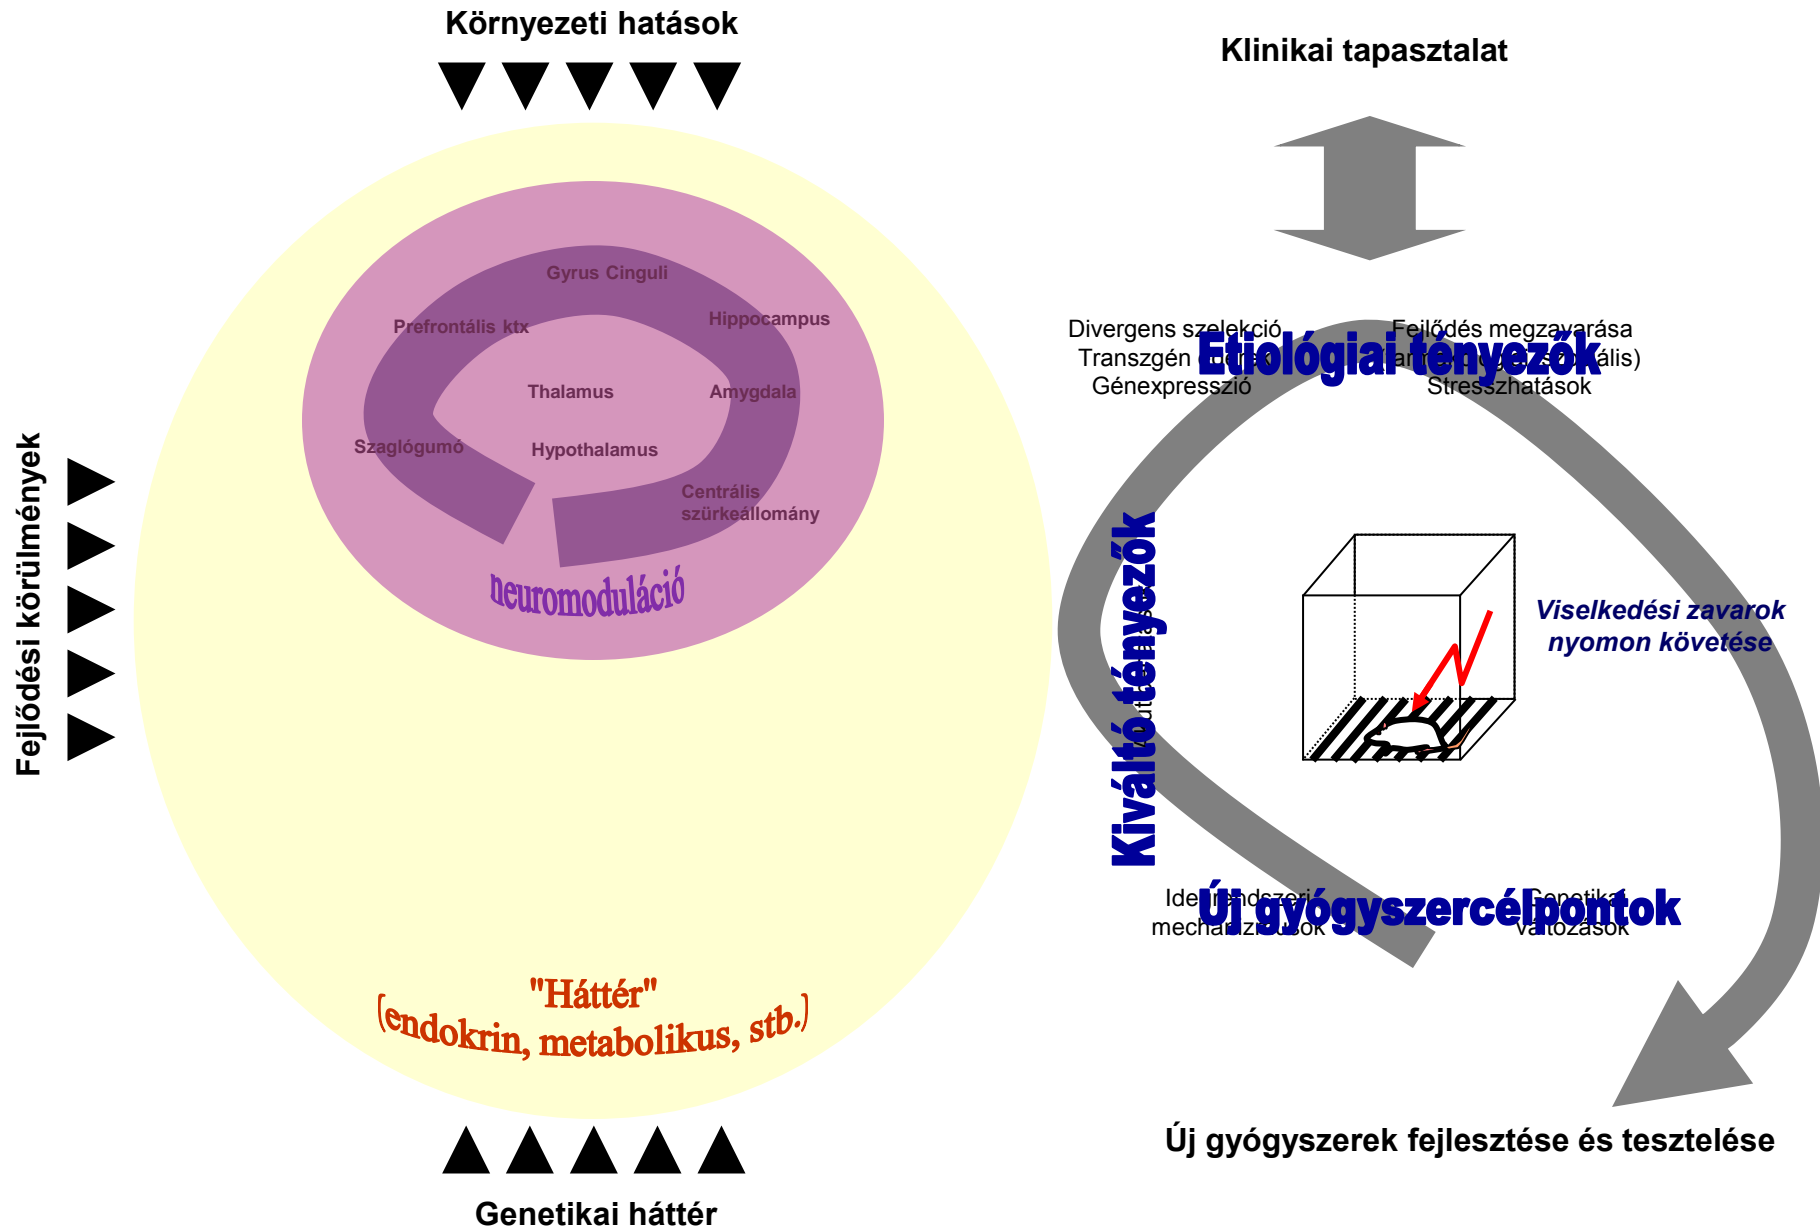 Környezeti hatások
Fejlődési körülmények
Gyrus Cinguli
Prefrontális ktx
Hippocampus
Thalamus
Amygdala
Szaglógumó
Hypothalamus
Centrális
szürkeállomány
neuromoduláció
"Háttér"
(endokrin, metabolikus, stb.)
Genetikai háttér
Klinikai tapasztalat
Divergens szelekció
Transzgén
Génexpresszió
Fejlődés megzavarása
Stresszhatások
Etiológiai tényezők
Kiváltó tényezők
Viselkedési zavarok
nyomon követése
Idegrendszeri
mechanizmusok
Genetikai
változások
Új gyógyszercélpontok
Új gyógyszerek fejlesztése és tesztelése